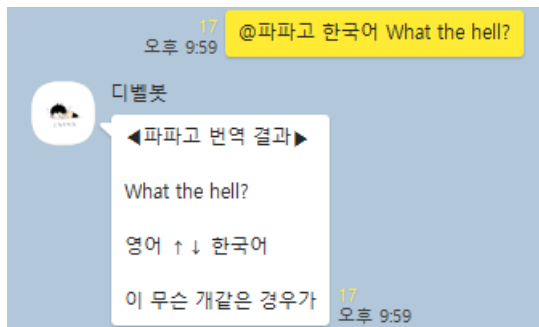 17
오후 9:59
@파파고 한국어 What the hell?
디벨봇
◀파파고 번역 결과▶
What the hell?
영어 ↑↓ 한국어
이 무슨 개같은 경우가
17
오후 9:59